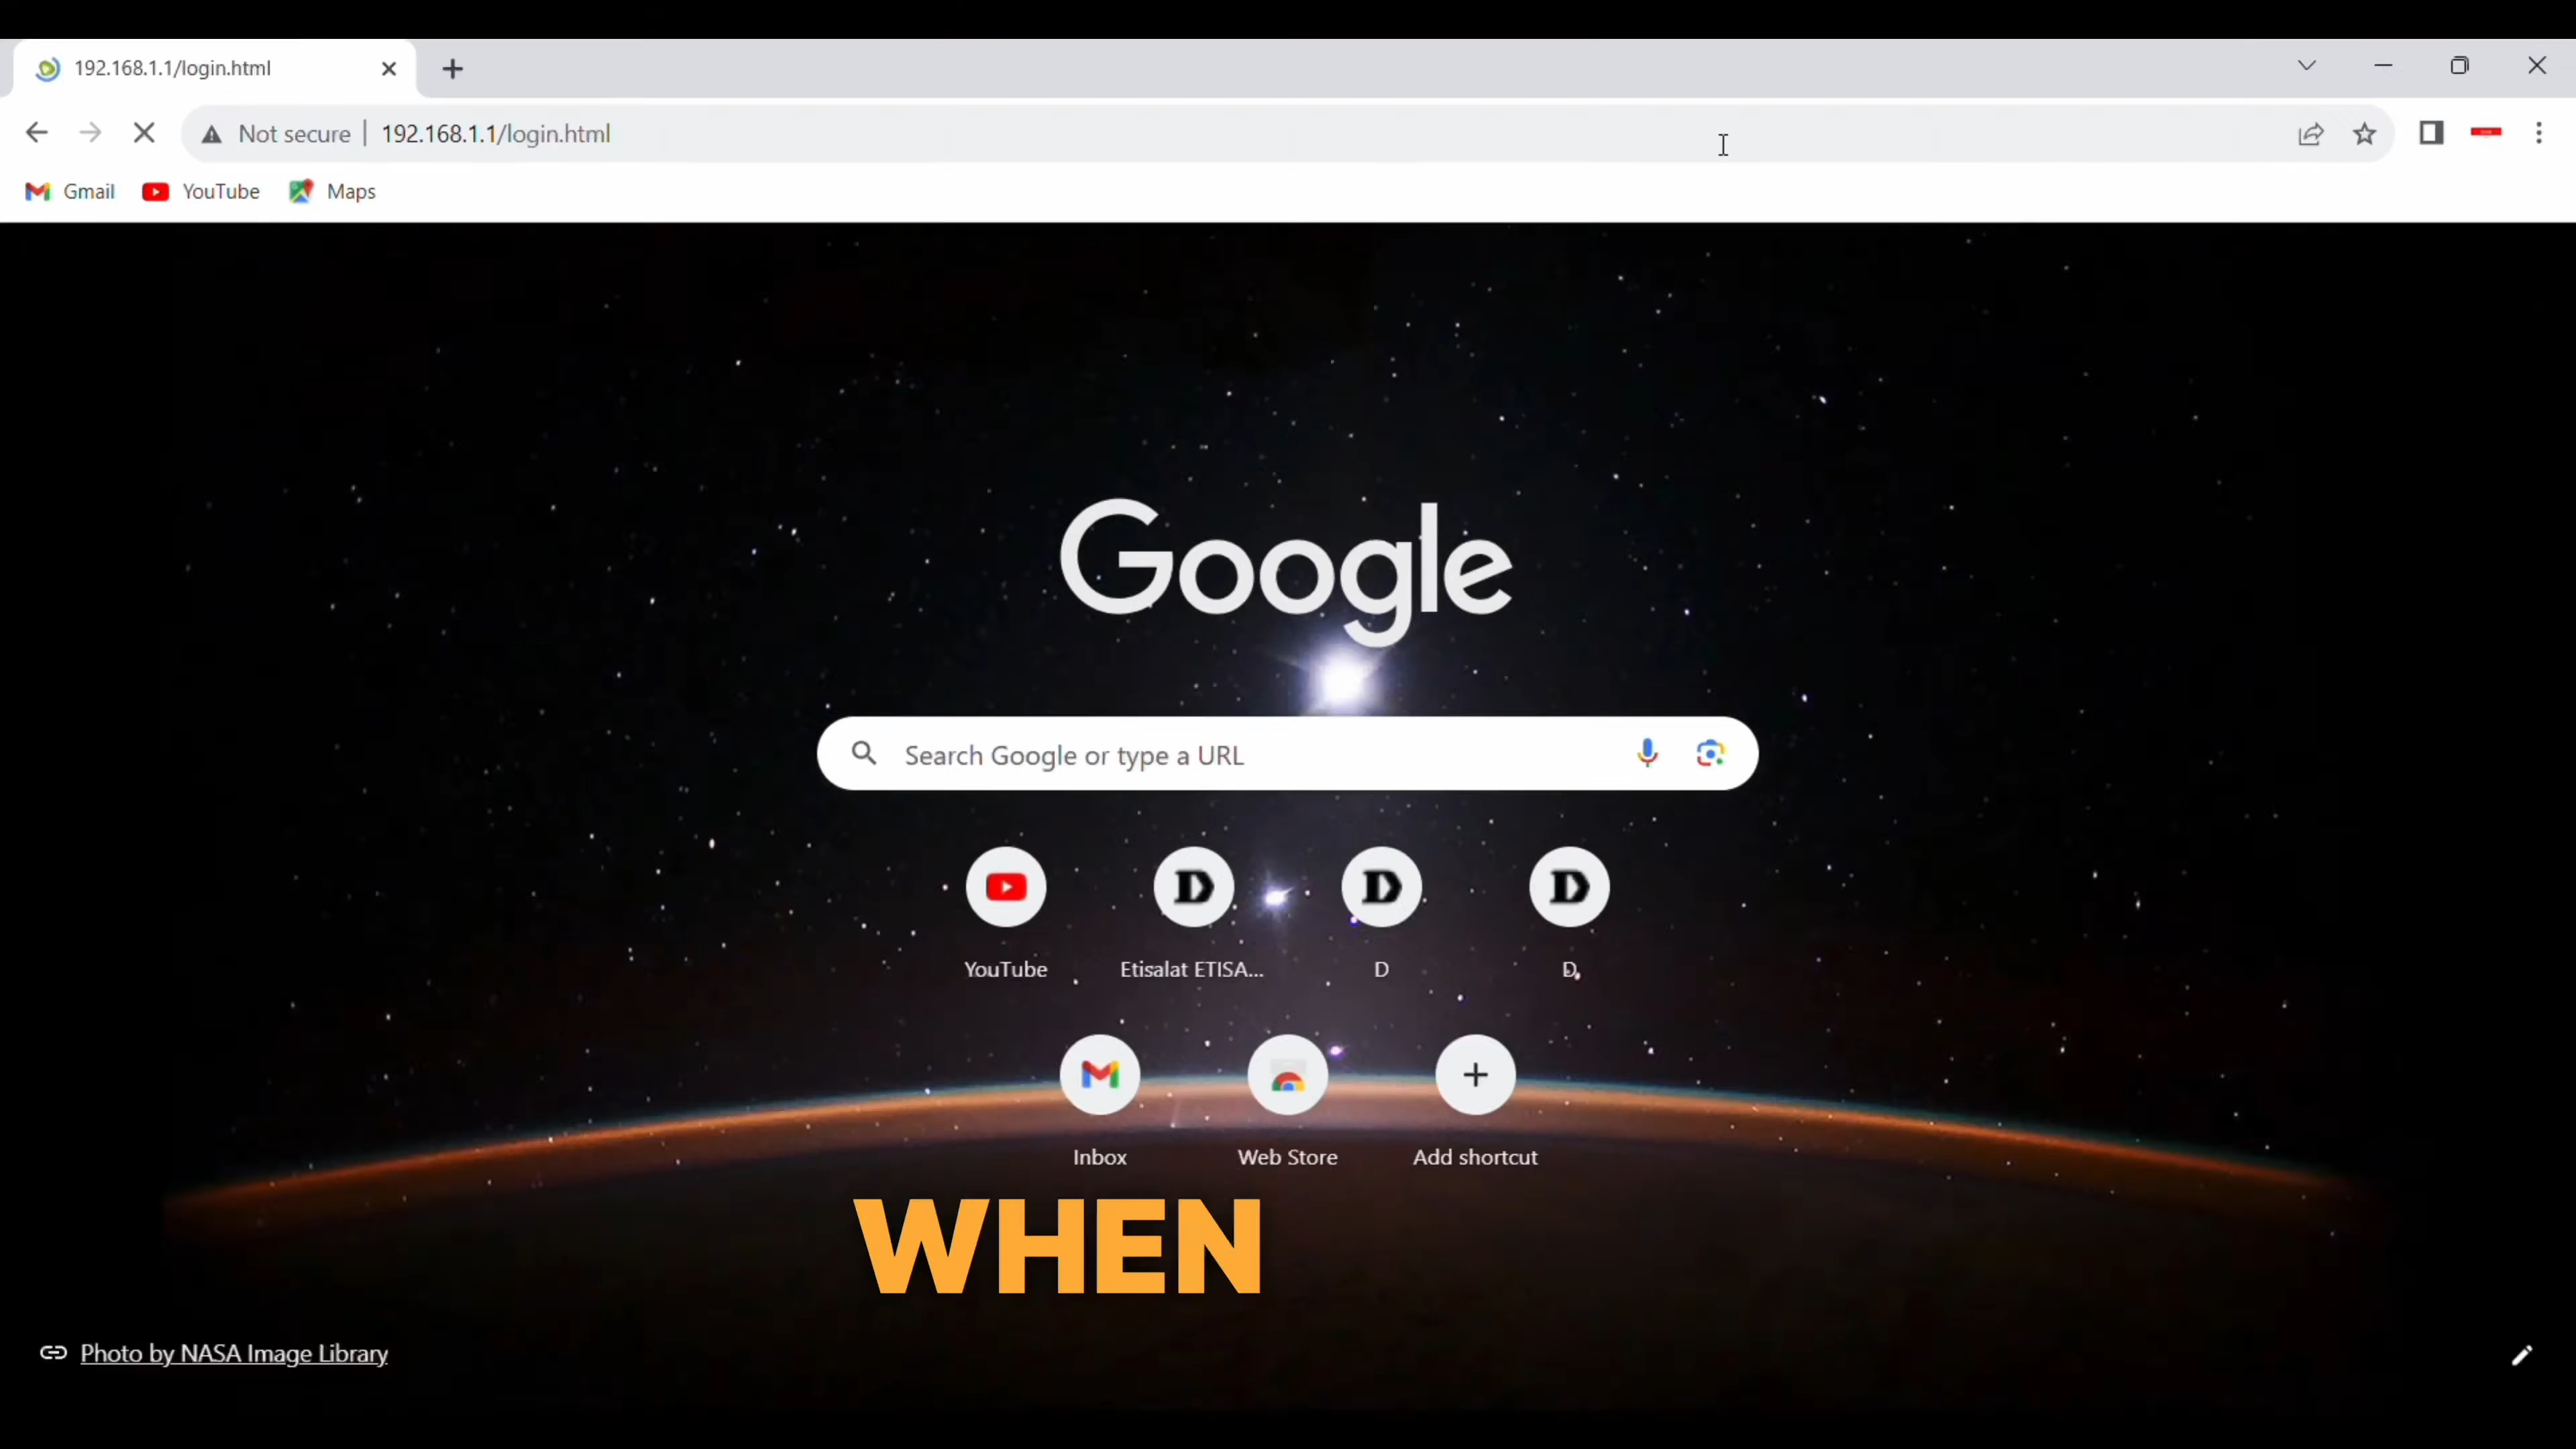 192.168.1.1/login.html
Not secure | 192.168.1.1/login.html
Gmail YouTube Maps
Google
Search Google or type a URL
YouTube Etisalat ETISA... D D
Inbox Web Store Add shortcut
WHEN
Photo by NASA Image Library